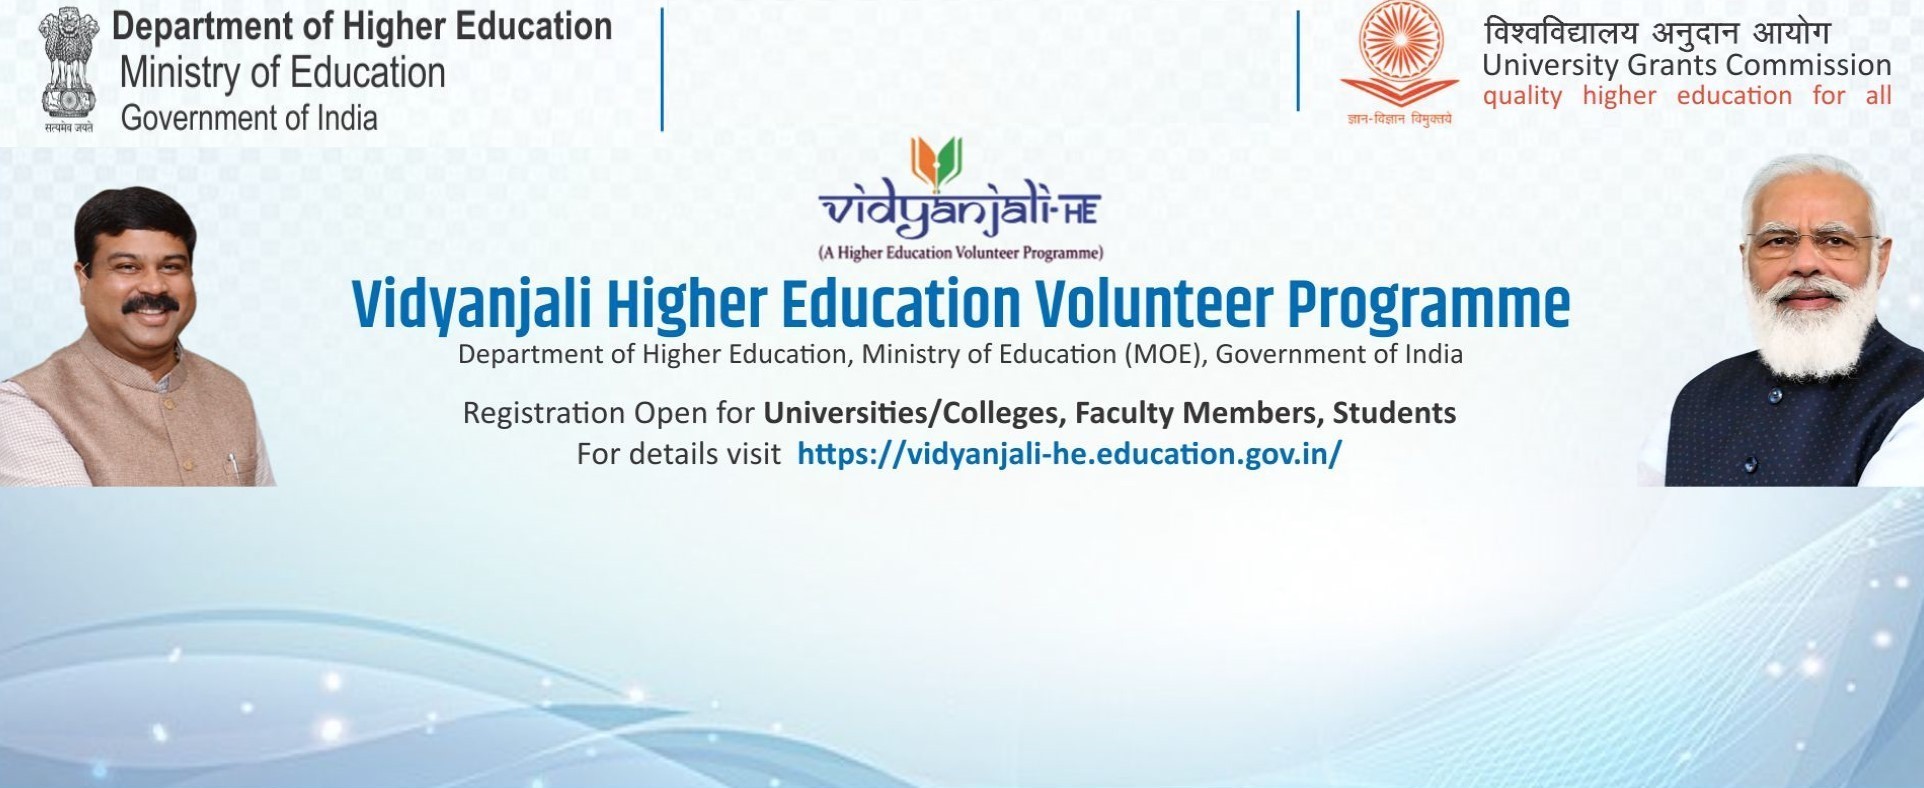 Department of Higher Education
Ministry of Education
Government of India
सत्यमेव जयते
विश्वविद्यालय अनुदान आयोग
University Grants Commission
quality higher education for all
ज्ञान-विज्ञान विमुक्तये
vidyanjali-HE
(A Higher Education Volunteer Programme)
Vidyanjali Higher Education Volunteer Programme
Department of Higher Education, Ministry of Education (MOE), Government of India
Registration Open for Universities/Colleges, Faculty Members, Students
For details visit https://vidyanjali-he.education.gov.in/